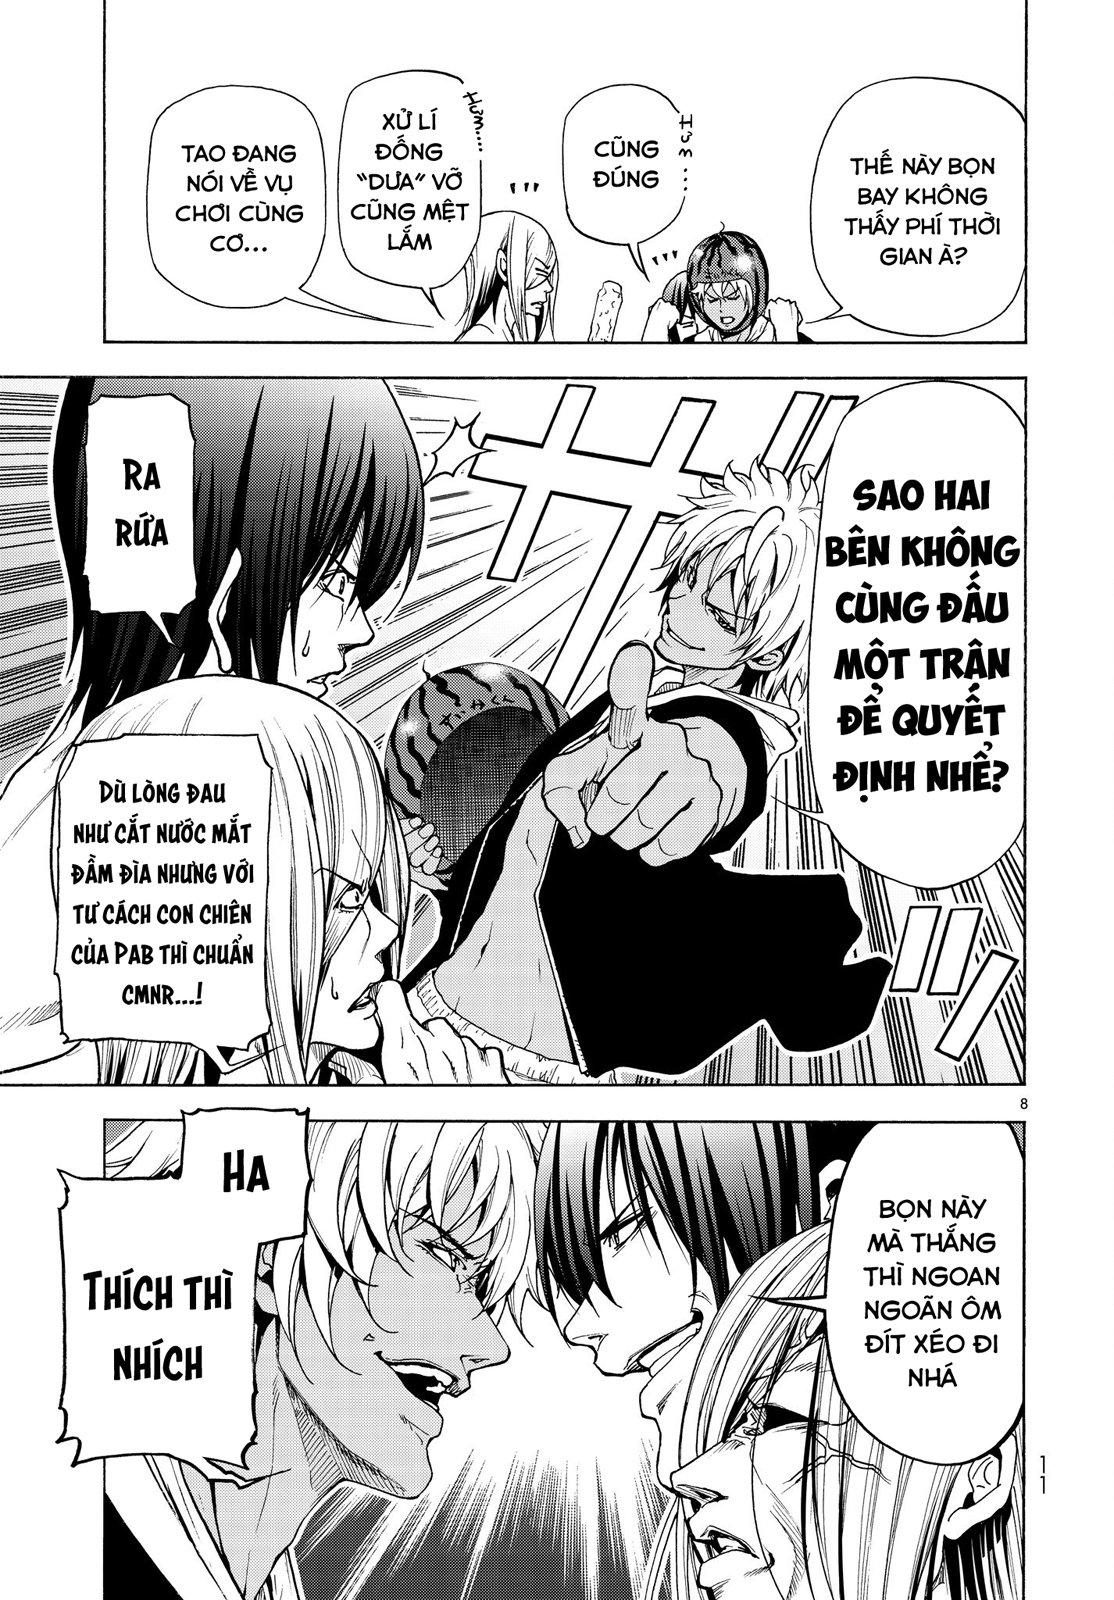 THẾ NÀY BỌN
BAY KHÔNG
THẤY PHÍ THỜI
GIAN À?
Hừm...
CŨNG
ĐÚNG
Hừm....
XỬ LÍ
ĐỐNG
“DƯA” VỠ
CŨNG MỆT
LẮM
TAO ĐANG
NÓI VỀ VỤ
CHƠI CÙNG
CƠ...
SAO HAI
BÊN KHÔNG
CÙNG ĐẤU
MỘT TRẬN
ĐỂ QUYẾT
ĐỊNH NHỂ?
RA
RỨA
DÙ LÒNG ĐAU
NHƯ CẮT NƯỚC MẮT
ĐẦM ĐÌA NHƯNG VỚI
TƯ CÁCH CON CHIÊN
CỦA PAB THÌ CHUẨN
CMNR...!
8
BỌN NÀY
MÀ THẮNG
THÌ NGOAN
NGOÃN ÔM
ĐÍT XÉO ĐI
NHÁ
HA
THÍCH THÌ
NHÍCH
11